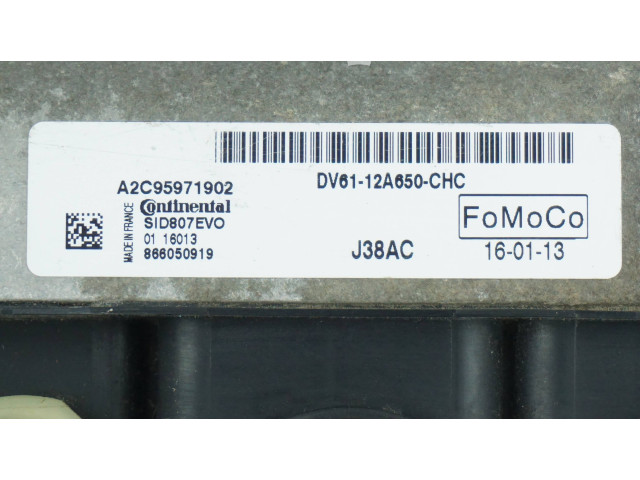 DV61-12A650-CHC
A2C95971902
Continental
SID807EVO
01 16013
866050919
MADE IN FRANCE
J38AC
FoMoCo
16-01-13